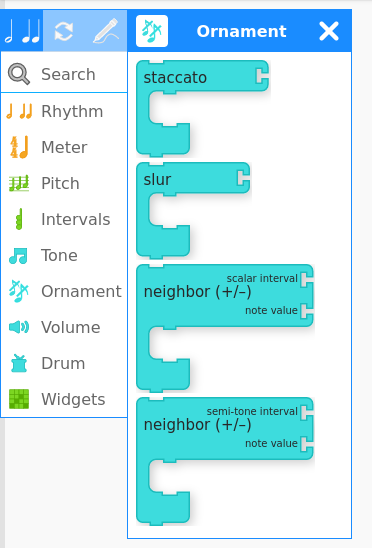 Ornament
Search
Rhythm
Meter
Pitch
Intervals
Tone
Ornament
Volume
Drum
Widgets
staccato
slur
scalar interval
neighbor (+/–)
note value
semi-tone interval
neighbor (+/–)
note value